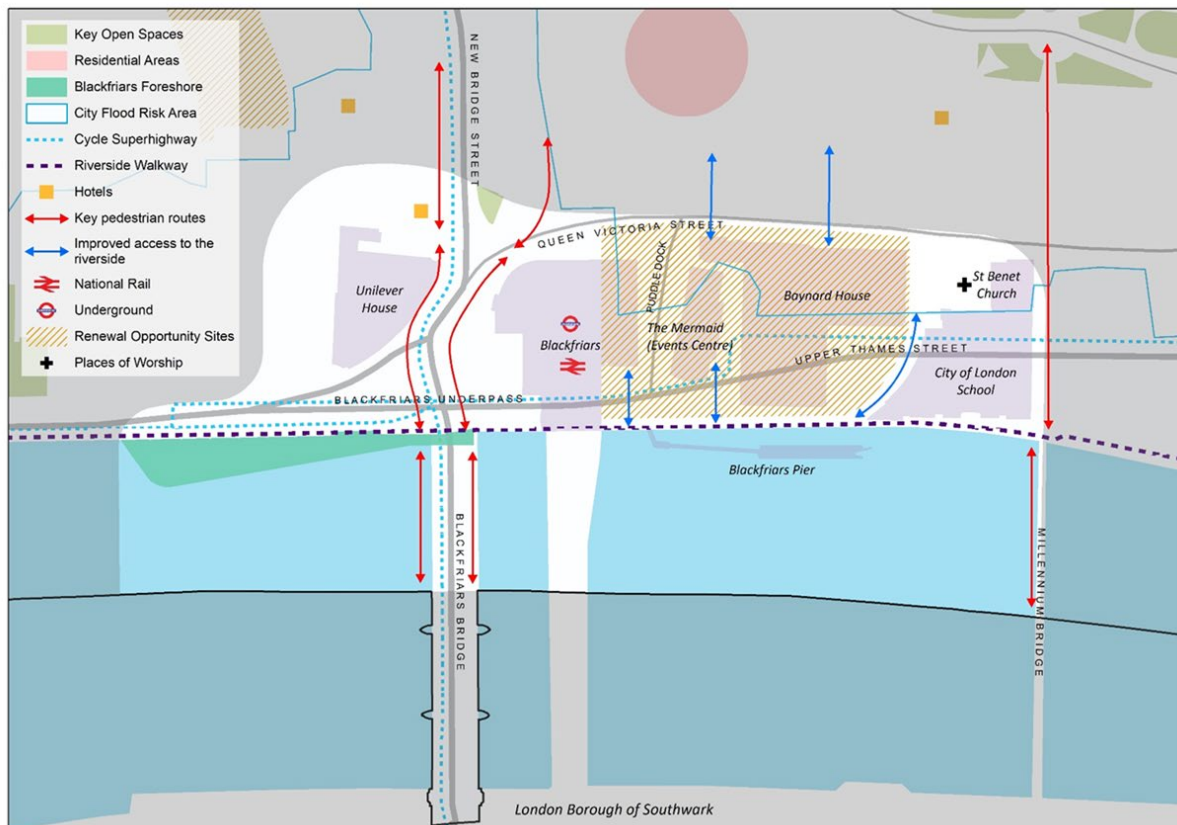 Key Open Spaces
Residential Areas
Blackfriars Foreshore
City Flood Risk Area
Cycle Superhighway
Riverside Walkway
Hotels
Key pedestrian routes
Improved access to the
riverside
National Rail
Underground
Renewal Opportunity Sites
Places of Worship
NEW BRIDGE STREET
QUEEN VICTORIA STREET
PUDDLE DOCK
Unilever
House
Baynard House
St Benet
Church
Blackfriars
The Mermaid
(Events Centre)
UPPER THAMES STREET
City of London
School
BLACKFRIARS UNDERPASS
Blackfriars Pier
BLACKFRIARS BRIDGE
MILLENNIUM BRIDGE
London Borough of Southwark